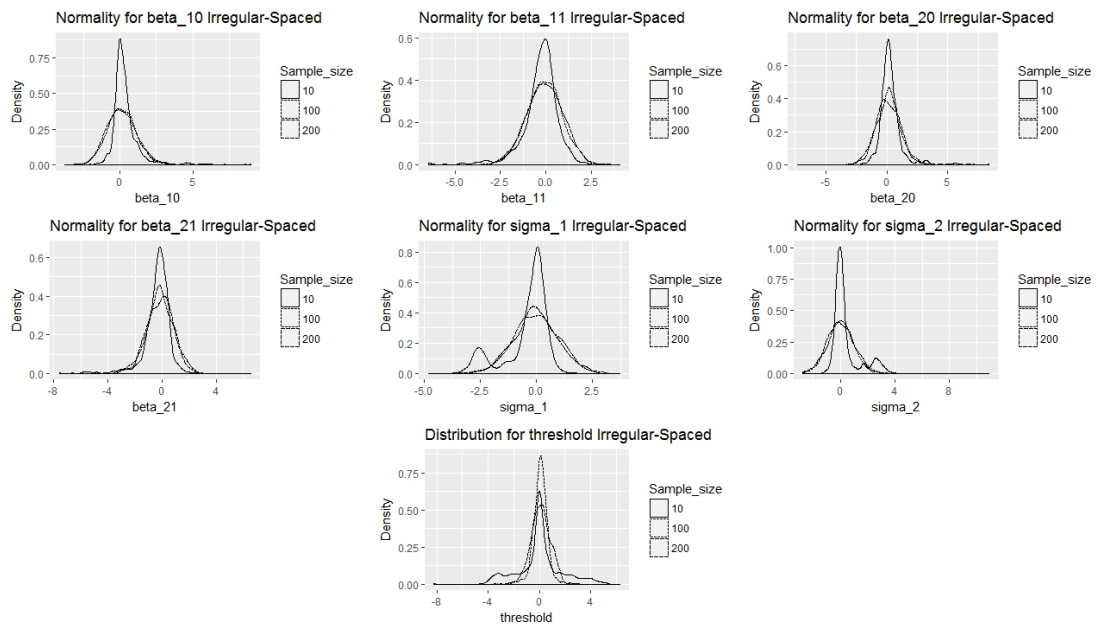 Normality for beta_10 Irregular-Spaced
Density
0.75
0.50
0.25
0.00
0
5
beta_10
Sample_size
10
100
200
Normality for beta_11 Irregular-Spaced
Density
0.6
0.4
0.2
0.0
-5.0
-2.5
0.0
2.5
beta_11
Sample_size
10
100
200
Normality for beta_20 Irregular-Spaced
Density
0.6
0.4
0.2
0.0
-5
0
5
beta_20
Sample_size
10
100
200
Normality for beta_21 Irregular-Spaced
Density
0.6
0.4
0.2
0.0
-8
-4
0
4
beta_21
Sample_size
10
100
200
Normality for sigma_1 Irregular-Spaced
Density
0.8
0.6
0.4
0.2
0.0
-5.0
-2.5
0.0
2.5
sigma_1
Sample_size
10
100
200
Normality for sigma_2 Irregular-Spaced
Density
1.00
0.75
0.50
0.25
0.00
0
4
8
sigma_2
Sample_size
10
100
200
Distribution for threshold Irregular-Spaced
Density
0.75
0.50
0.25
0.00
-8
-4
0
4
threshold
Sample_size
10
100
200